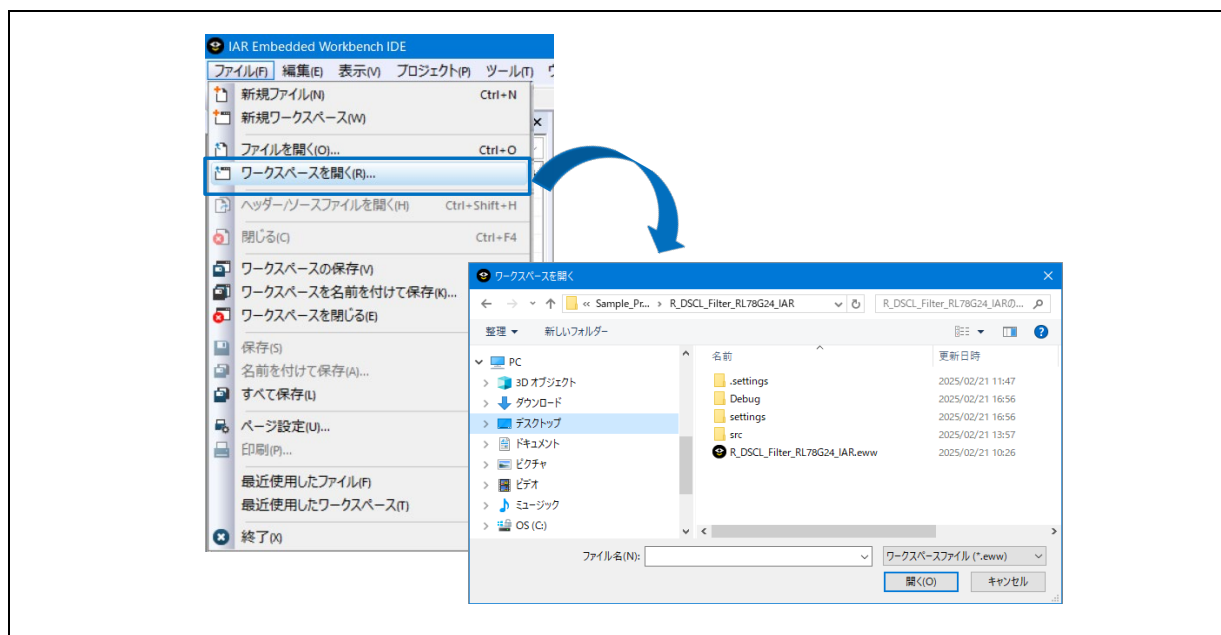 IAR Embedded Workbench IDE
ファイル(F) 編集(E) 表示(V) プロジェクト(P) ツール(T)
新規ファイル(N) Ctrl+N
新規ワークスペース(W)
ファイルを開く(O)... Ctrl+O
ワークスペースを開く(R)...
ヘッダー/ソースファイルを開く(H) Ctrl+Shift+H
閉じる(C) Ctrl+F4
ワークスペースの保存(V)
ワークスペースを名前を付けて保存(K)...
ワークスペースを閉じる(E)
保存(S)
名前を付けて保存(A)...
すべて保存(L)
ページ設定(U)...
印刷(P)...
最近使用したファイル(F)
最近使用したワークスペース(T)
終了(X)
ワークスペースを開く
« Sample_Pr... › R_DSCL_Filter_RL78G24_IAR
R_DSCL_Filter_RL78G24_IARの...
整理 新しいフォルダー
PC
3D オブジェクト
ダウンロード
デスクトップ
ドキュメント
ピクチャ
ビデオ
ミュージック
OS (C:)
名前 更新日時
.settings 2025/02/21 11:47
Debug 2025/02/21 16:56
settings 2025/02/21 16:56
src 2025/02/21 13:57
R_DSCL_Filter_RL78G24_IAR.eww 2025/02/21 10:26
ファイル名(N): ワークスペースファイル (*.eww)
開く(O) キャンセル